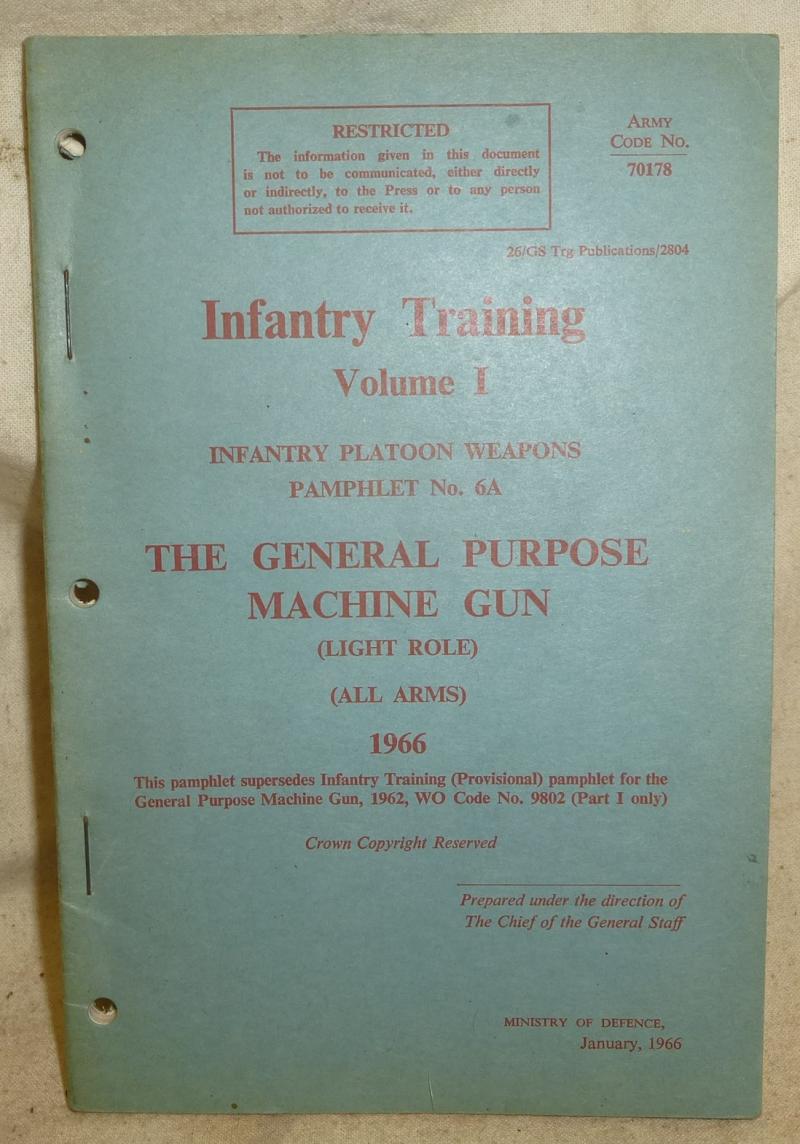 RESTRICTED
The information given in this document
is not to be communicated, either directly
or indirectly, to the Press or to any person
not authorized to receive it.
ARMY
CODE NO.
70178
26/GS Trg Publications/2804
Infantry Training
Volume I
INFANTRY PLATOON WEAPONS
PAMPHLET No. 6A
THE GENERAL PURPOSE
MACHINE GUN
(LIGHT ROLE)
(ALL ARMS)
1966
This pamphlet supersedes Infantry Training (Provisional) pamphlet for the
General Purpose Machine Gun, 1962, WO Code No. 9802 (Part I only)
Crown Copyright Reserved
Prepared under the direction of
The Chief of the General Staff
MINISTRY OF DEFENCE,
January, 1966